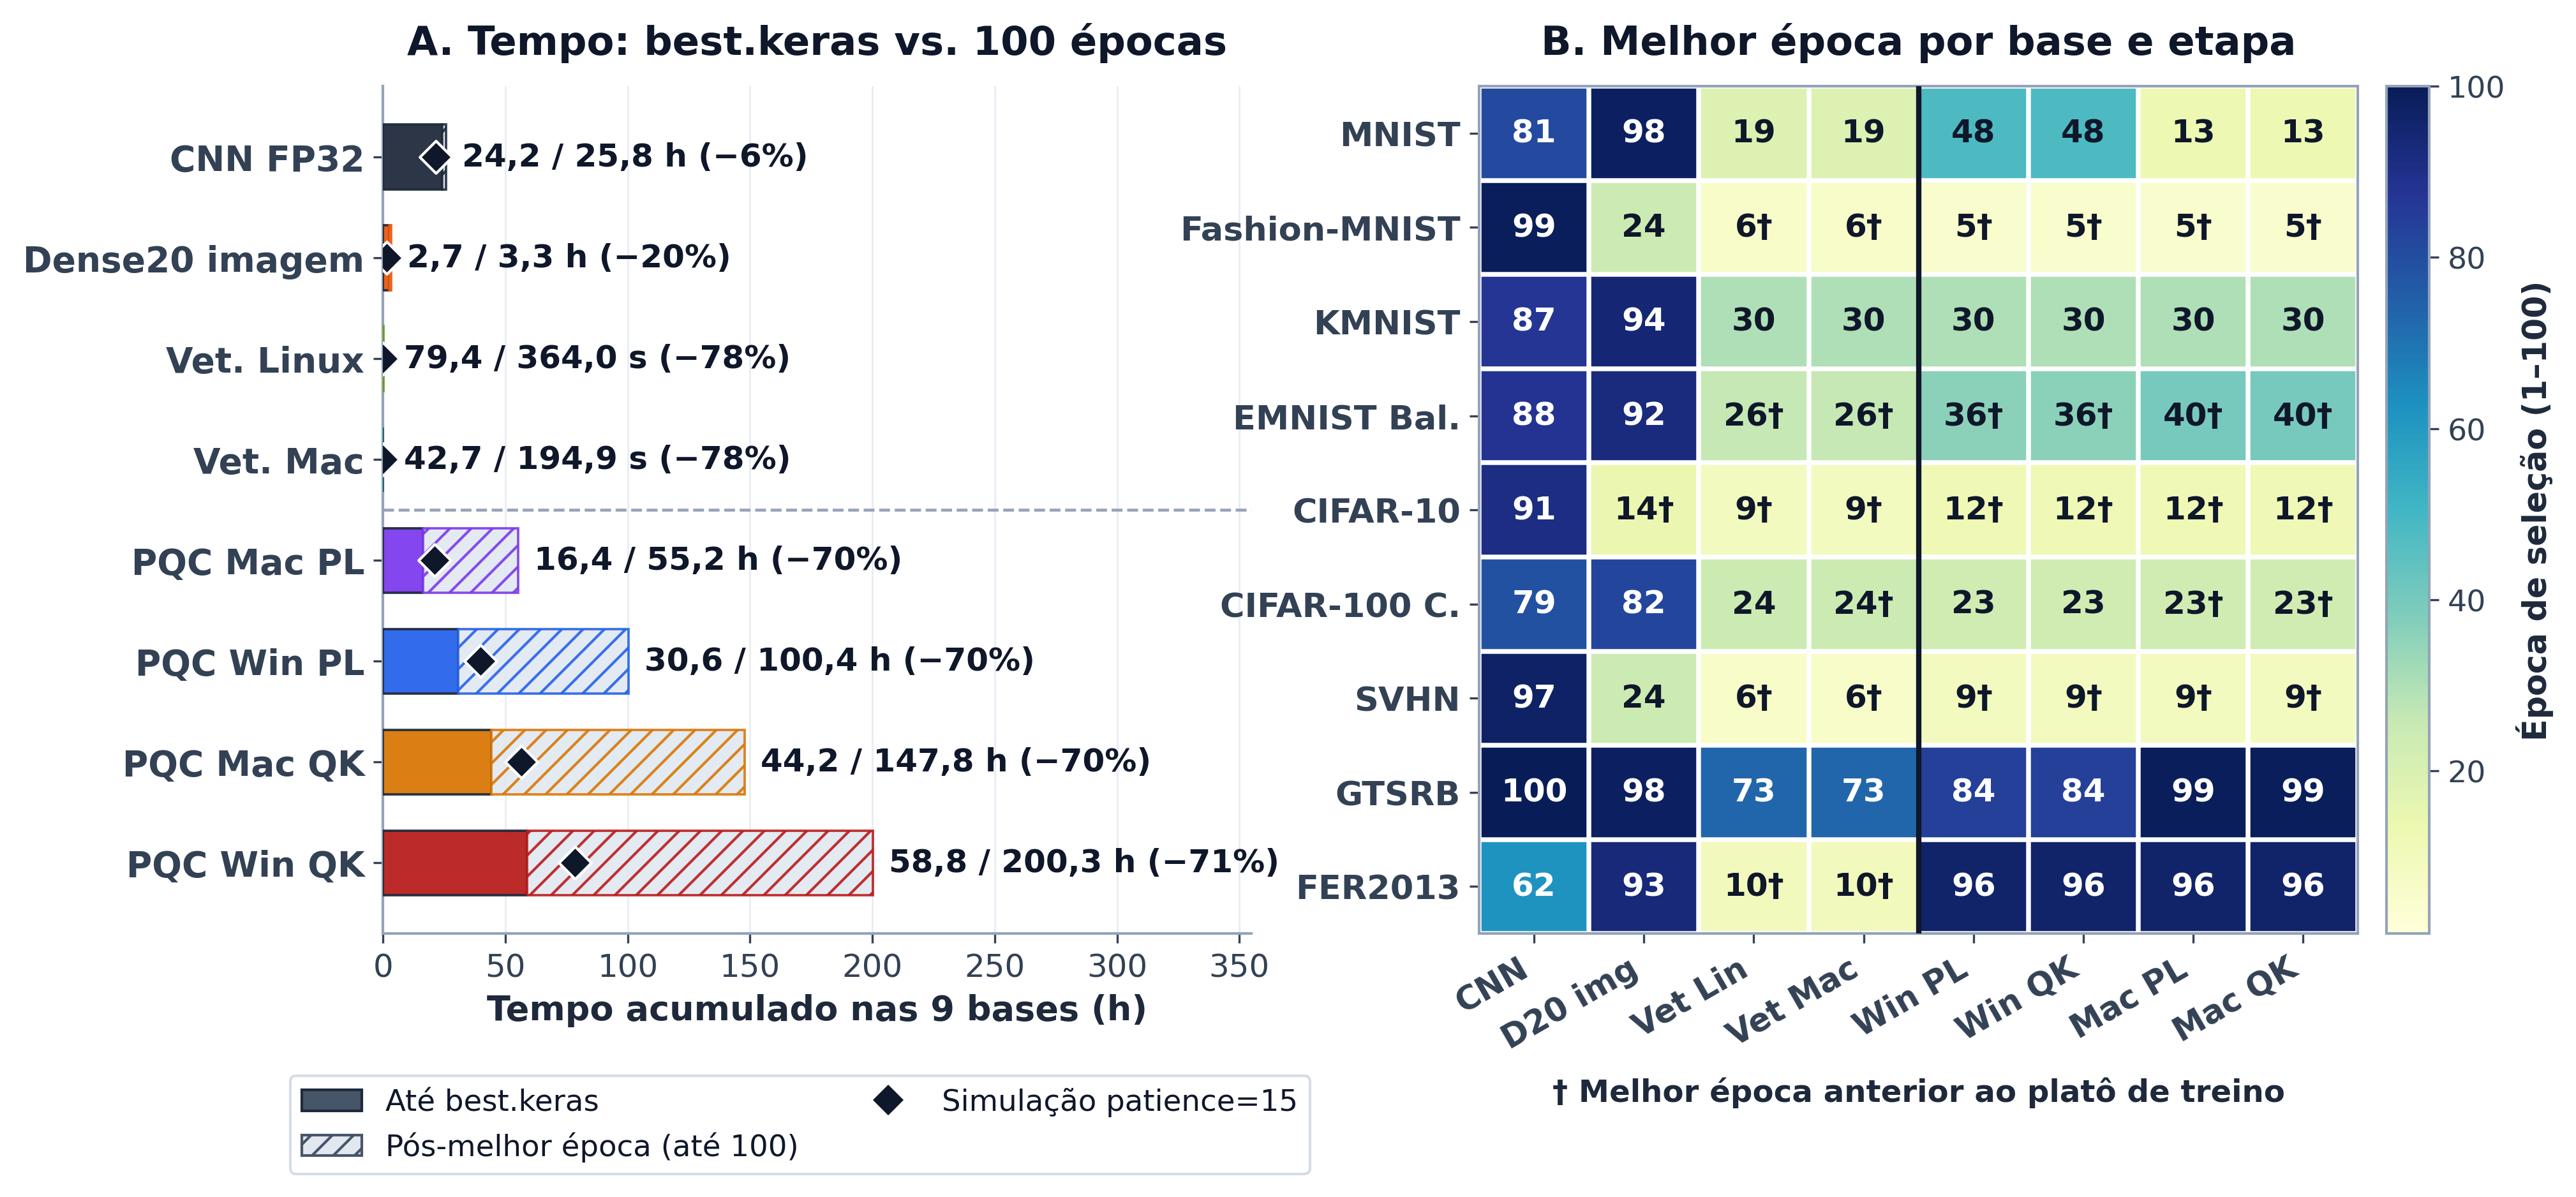 A. Tempo: best.keras vs. 100 épocas
CNN FP32
24,2 / 25,8 h (−6%)
Dense20 imagem
2,7 / 3,3 h (−20%)
Vet. Linux
79,4 / 364,0 s (−78%)
Vet. Mac
42,7 / 194,9 s (−78%)
PQC Mac PL
16,4 / 55,2 h (−70%)
PQC Win PL
30,6 / 100,4 h (−70%)
PQC Mac QK
44,2 / 147,8 h (−70%)
PQC Win QK
58,8 / 200,3 h (−71%)
0 50 100 150 200 250 300 350
Tempo acumulado nas 9 bases (h)
Até best.keras
Pós-melhor época (até 100)
Simulação patience=15
B. Melhor época por base e etapa
MNIST 81 98 19 19 48 48 13 13
Fashion-MNIST 99 24 6† 6† 5† 5† 5† 5†
KMNIST 87 94 30 30 30 30 30 30
EMNIST Bal. 88 92 26† 26† 36† 36† 40† 40†
CIFAR-10 91 14† 9† 9† 12† 12† 12† 12†
CIFAR-100 C. 79 82 24 24† 23 23 23† 23†
SVHN 97 24 6† 6† 9† 9† 9† 9†
GTSRB 100 98 73 73 84 84 99 99
FER2013 62 93 10† 10† 96 96 96 96
CNN D20 img Vet Lin Vet Mac Win PL Win QK Mac PL Mac QK
† Melhor época anterior ao platô de treino
100
80
60
40
20
Época de seleção (1–100)